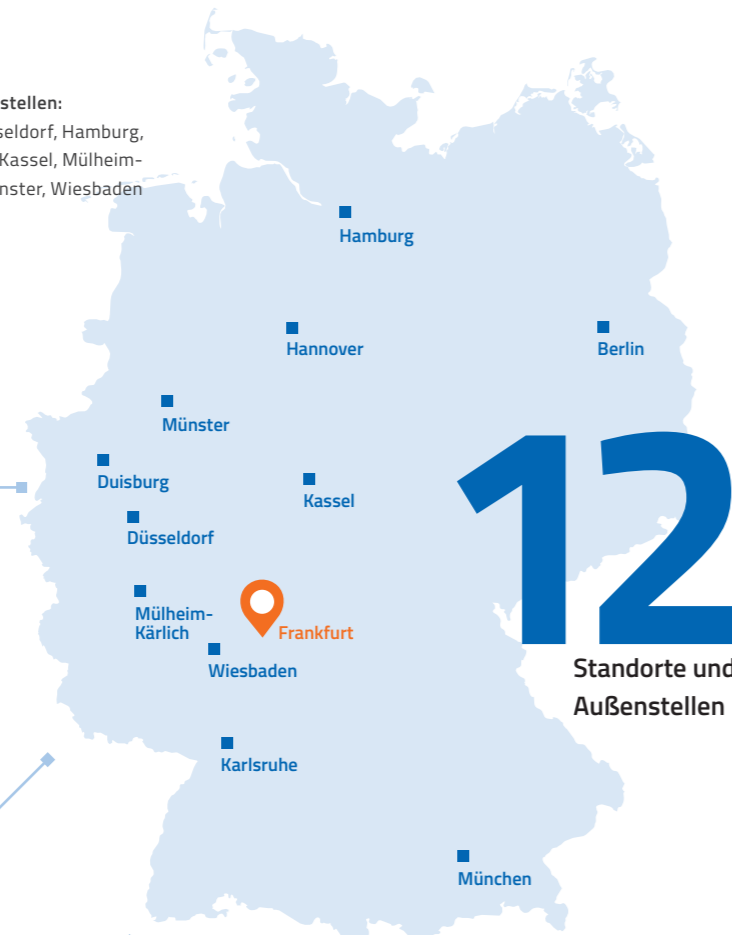 stellen:
seldorf, Hamburg,
Kassel, Mülheim-
nster, Wiesbaden
Hamburg
Hannover
Berlin
Münster
Duisburg
Kassel
12
Düsseldorf
Mülheim-
Kärlich
Frankfurt
Wiesbaden
Standorte und
Außenstellen
Karlsruhe
München